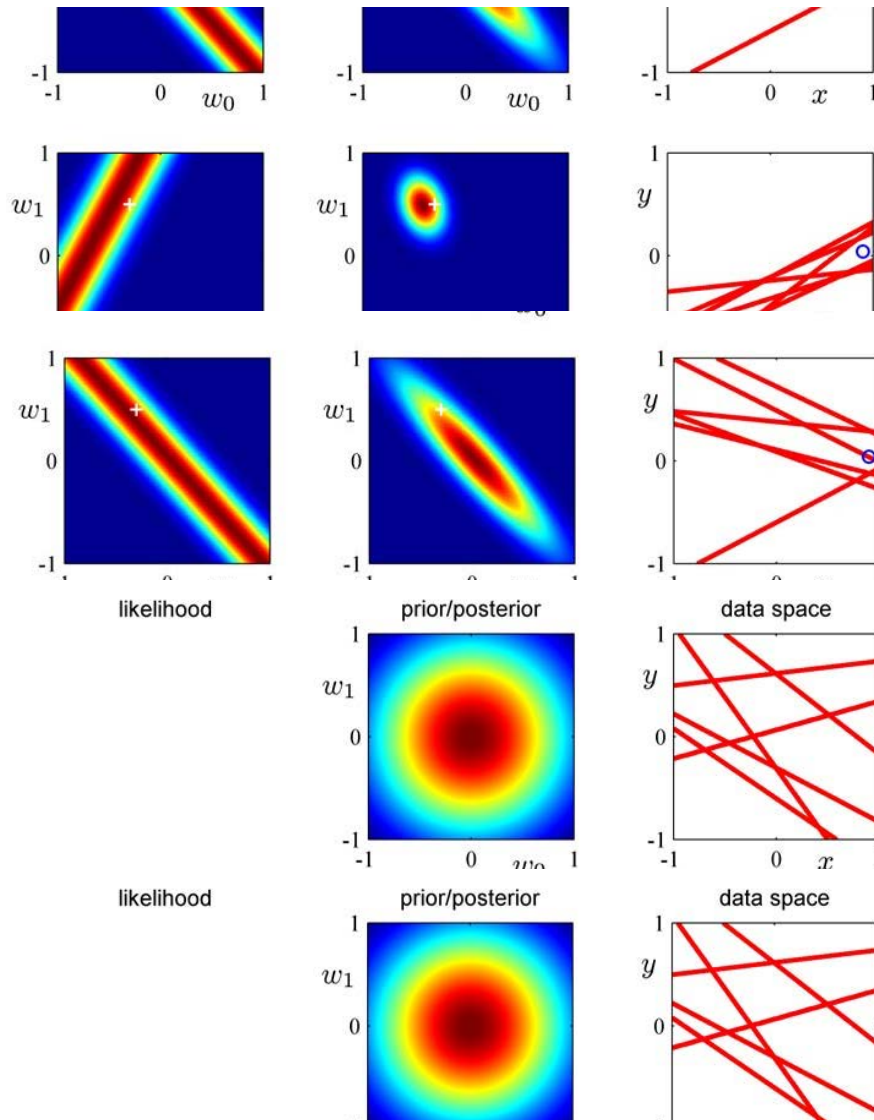 -1 -1 -1
-1 0 w₀ 1 -1 0 w₀ 1 -1 0 x 1
1 1 1
w₁ w₁ y
0 0 0
1 1 1
w₁ w₁ y
0 0 0
-1 -1 -1
likelihood prior/posterior data space
1 1
w₁ y
0 0
-1 -1
-1 0 w₀ 1 -1 0 x
likelihood prior/posterior data space
1 1
w₁ y
0 0